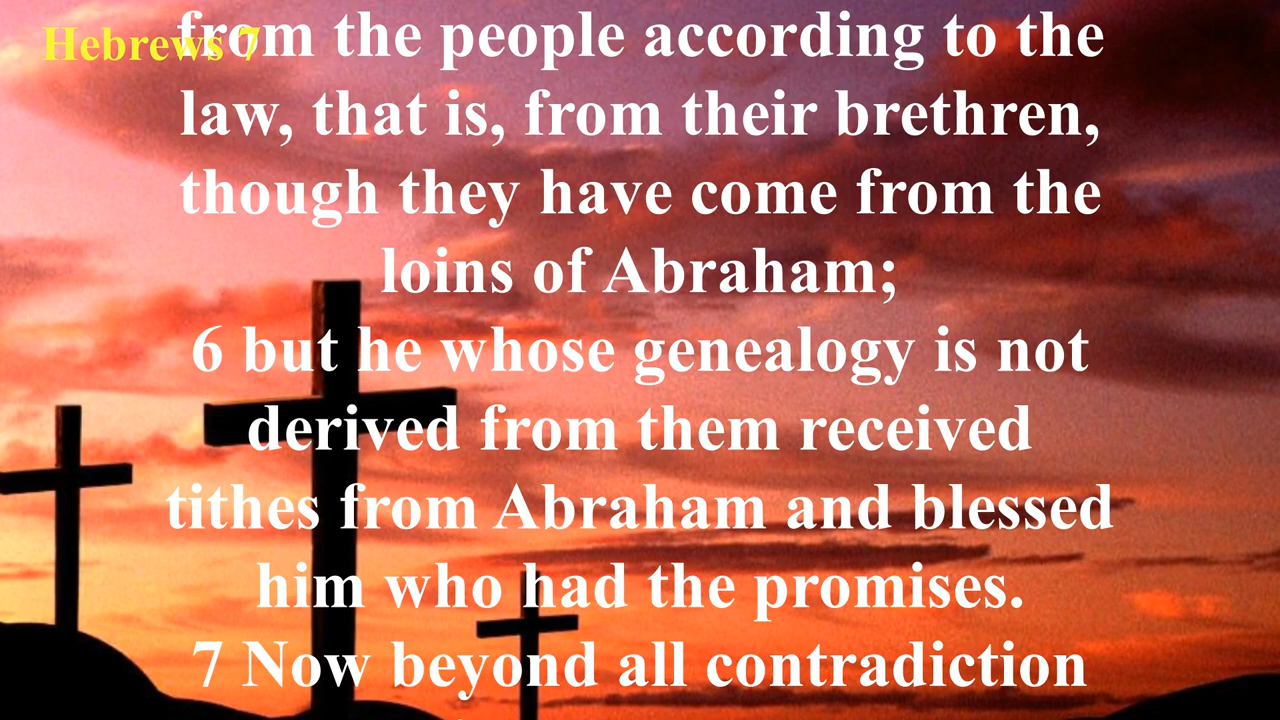 Hebrews 7
from the people according to the
law, that is, from their brethren,
though they have come from the
loins of Abraham;
6 but he whose genealogy is not
derived from them received
tithes from Abraham and blessed
him who had the promises.
7 Now beyond all contradiction